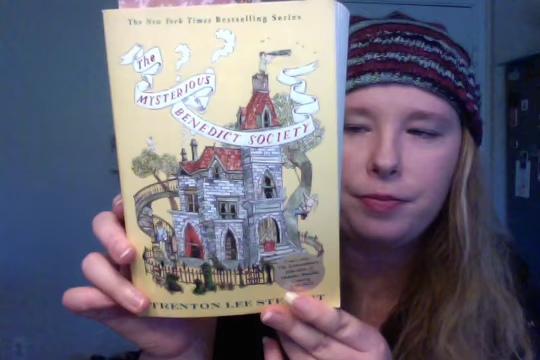 The New York Times Bestselling Series
The
MYSTERIOUS
BENEDICT SOCIETY
TRENTON LEE STEWART